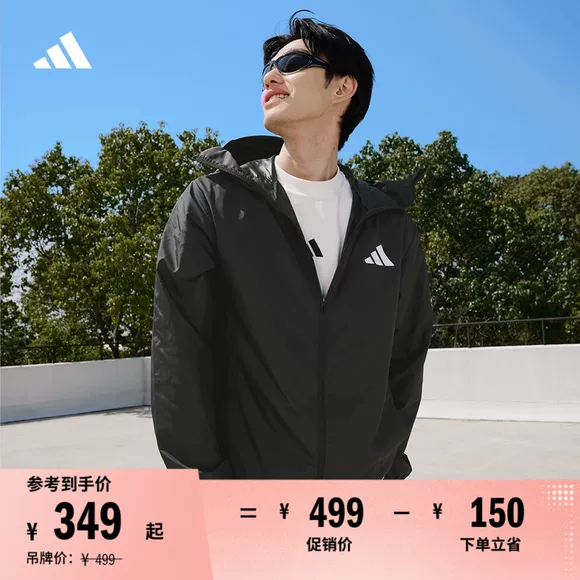 参考到手价
¥ 349 起 = ¥ 499 − ¥ 150
吊牌价: ¥ 499 促销价 下单立省